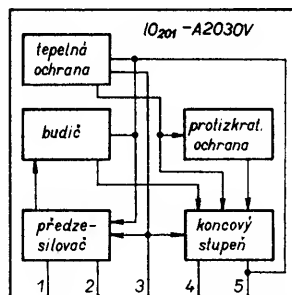 IO201-A2030V
tepelná
ochrana
budič
protizkrat.
ochrana
předze-
silovač
koncový
stupeň
1 2 3 4 5